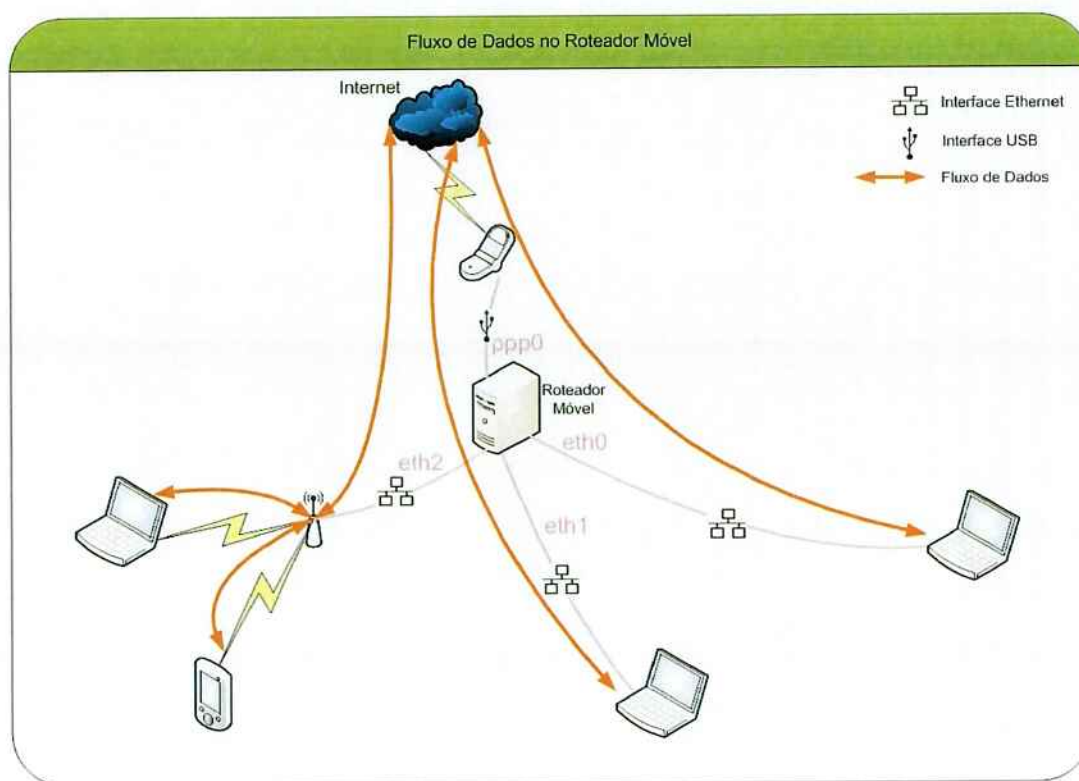 Fluxo de Dados no Roteador Móvel
Internet
Interface Ethernet
Interface USB
Fluxo de Dados
ppp0
Roteador
Móvel
eth0
eth2
eth1